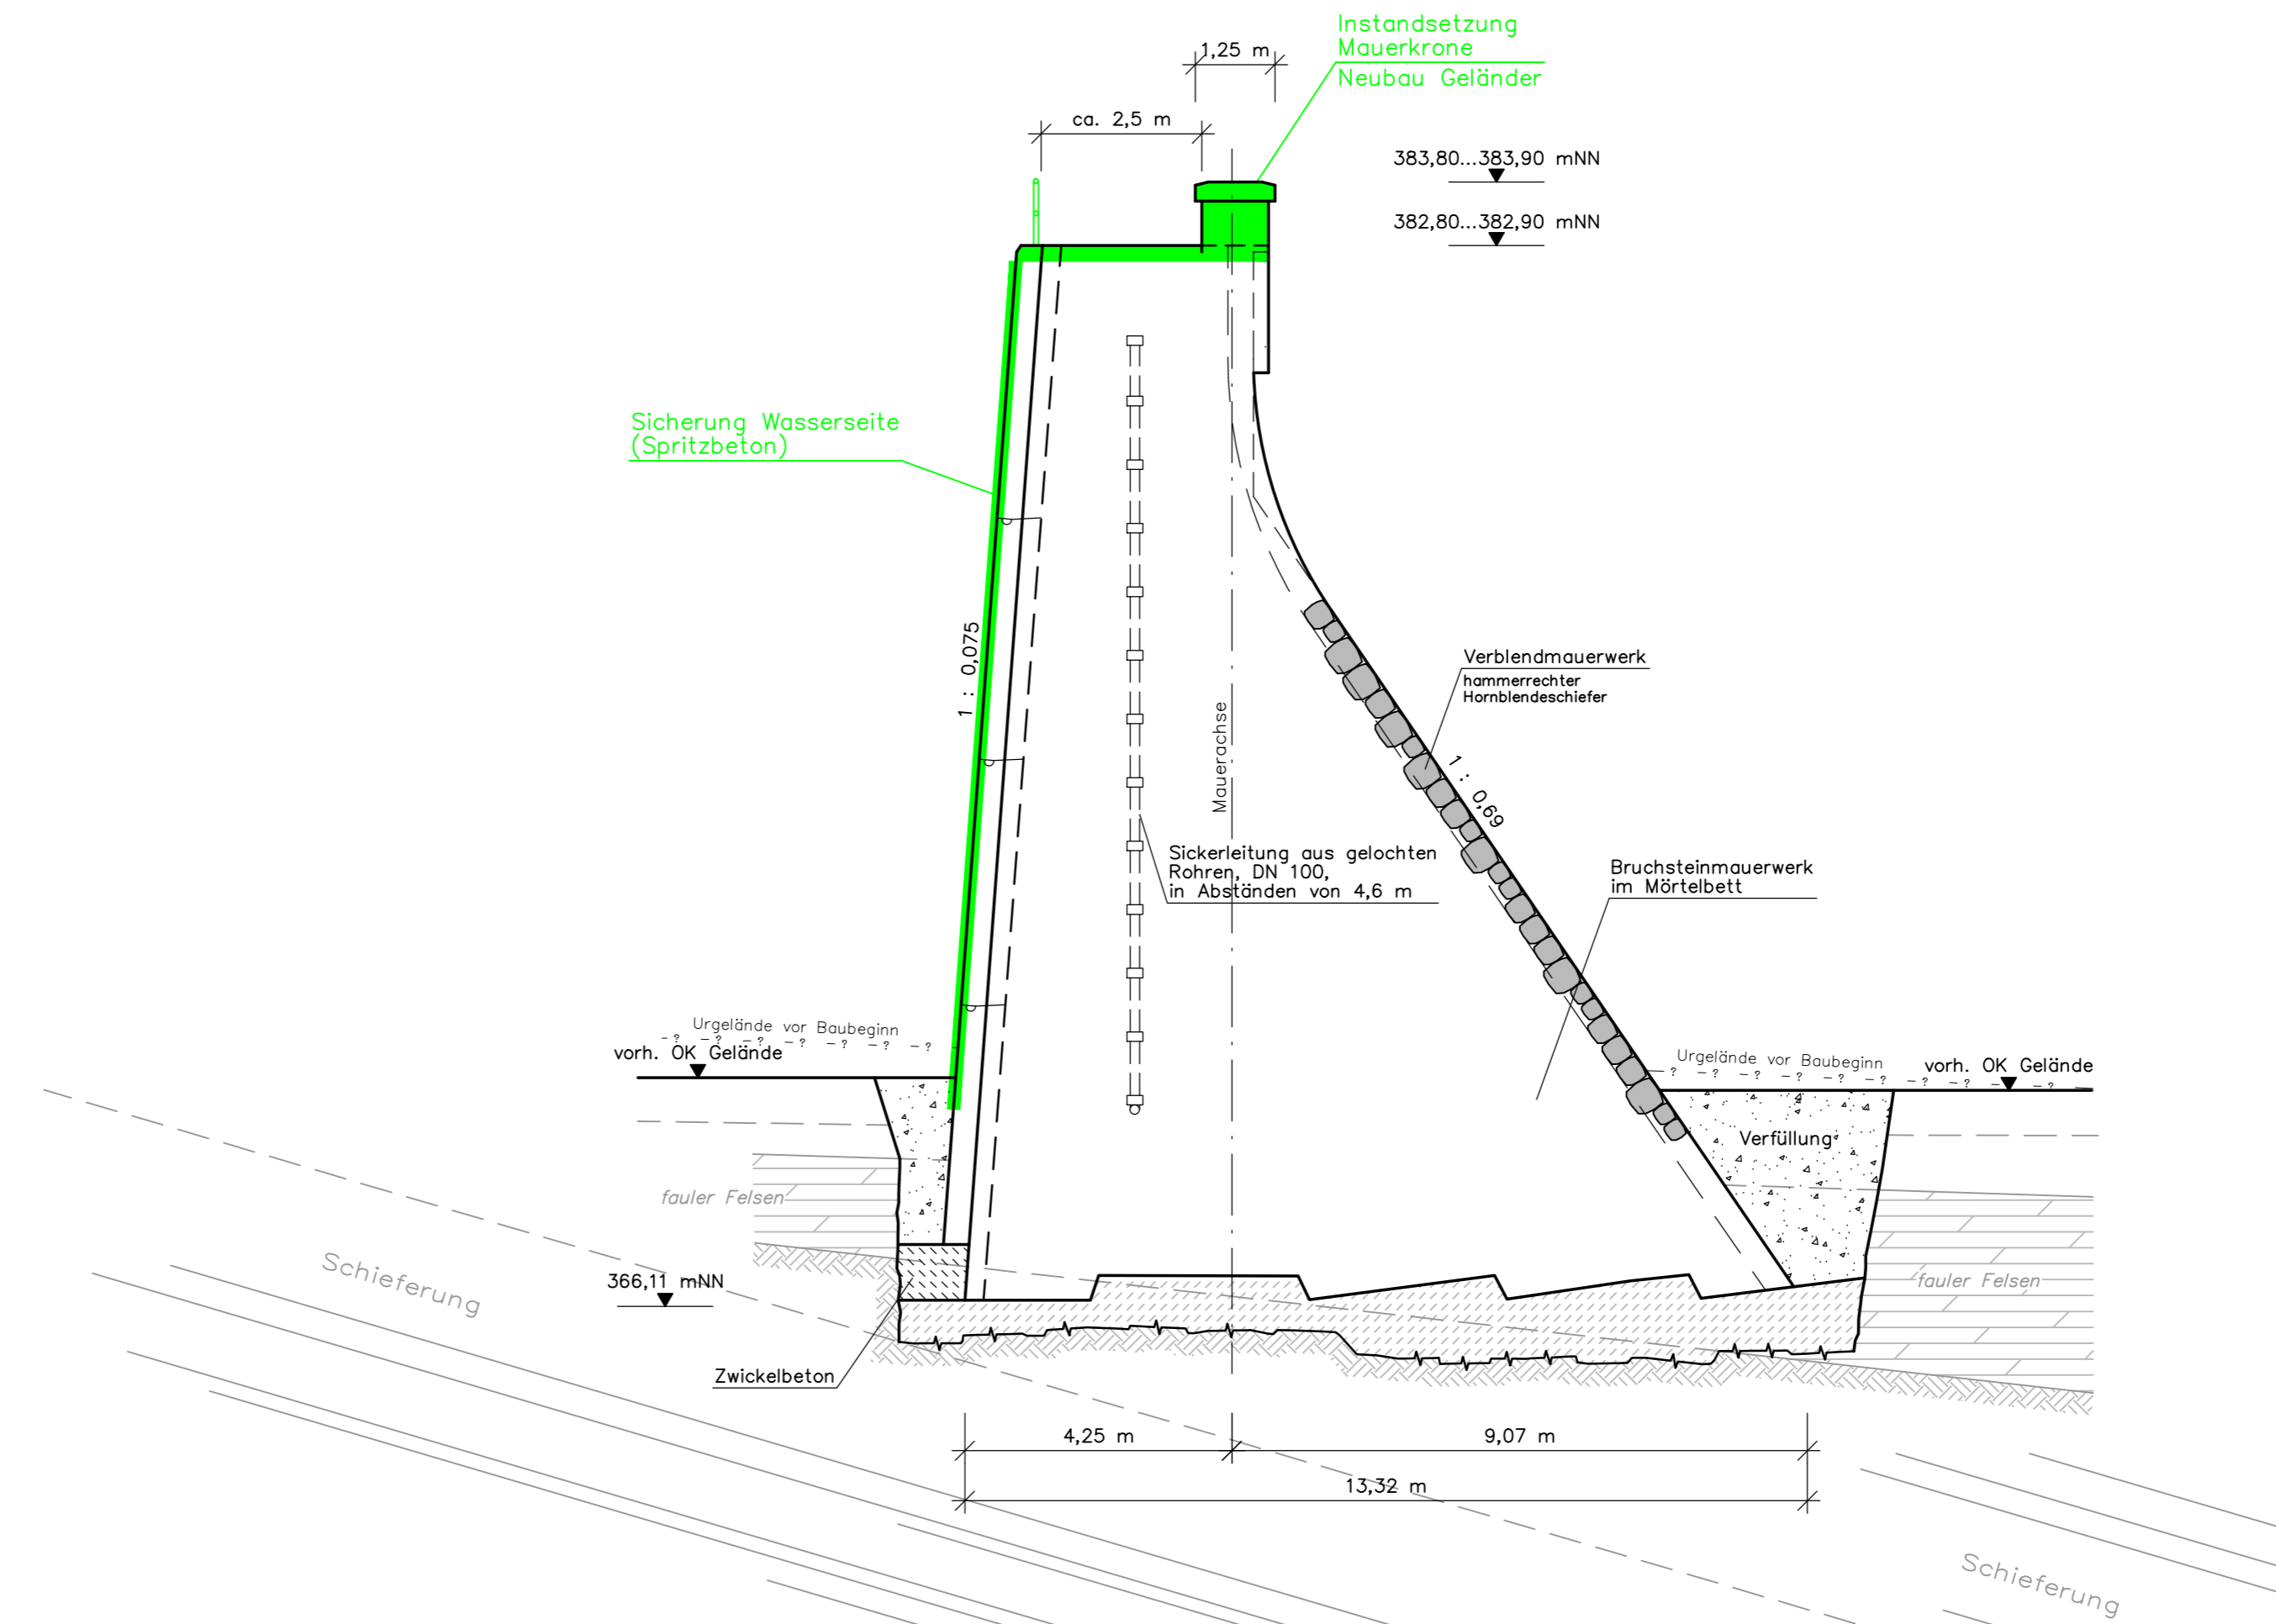 Instandsetzung
Mauerkrone
Neubau Geländer
1,25 m
ca. 2,5 m
383,80...383,90 mNN
382,80...382,90 mNN
Sicherung Wasserseite
(Spritzbeton)
1 : 0,075
Mauerachse
Verblendmauerwerk
hammerrechter
Hornblendeschiefer
1 : 0,69
Sickerleitung aus gelochten
Rohren, DN 100,
in Abständen von 4,6 m
Bruchsteinmauerwerk
im Mörtelbett
Urgelände vor Baubeginn
- ? - ? - ? - ? - ? - ? - ?
vorh. OK Gelände
Urgelände vor Baubeginn
- ? - ? - ? - ? - ? - ? - ? - ? - ? - ?
vorh. OK Gelände
Verfüllung
fauler Felsen
fauler Felsen
Schieferung
366,11 mNN
Zwickelbeton
4,25 m
9,07 m
13,32 m
Schieferung